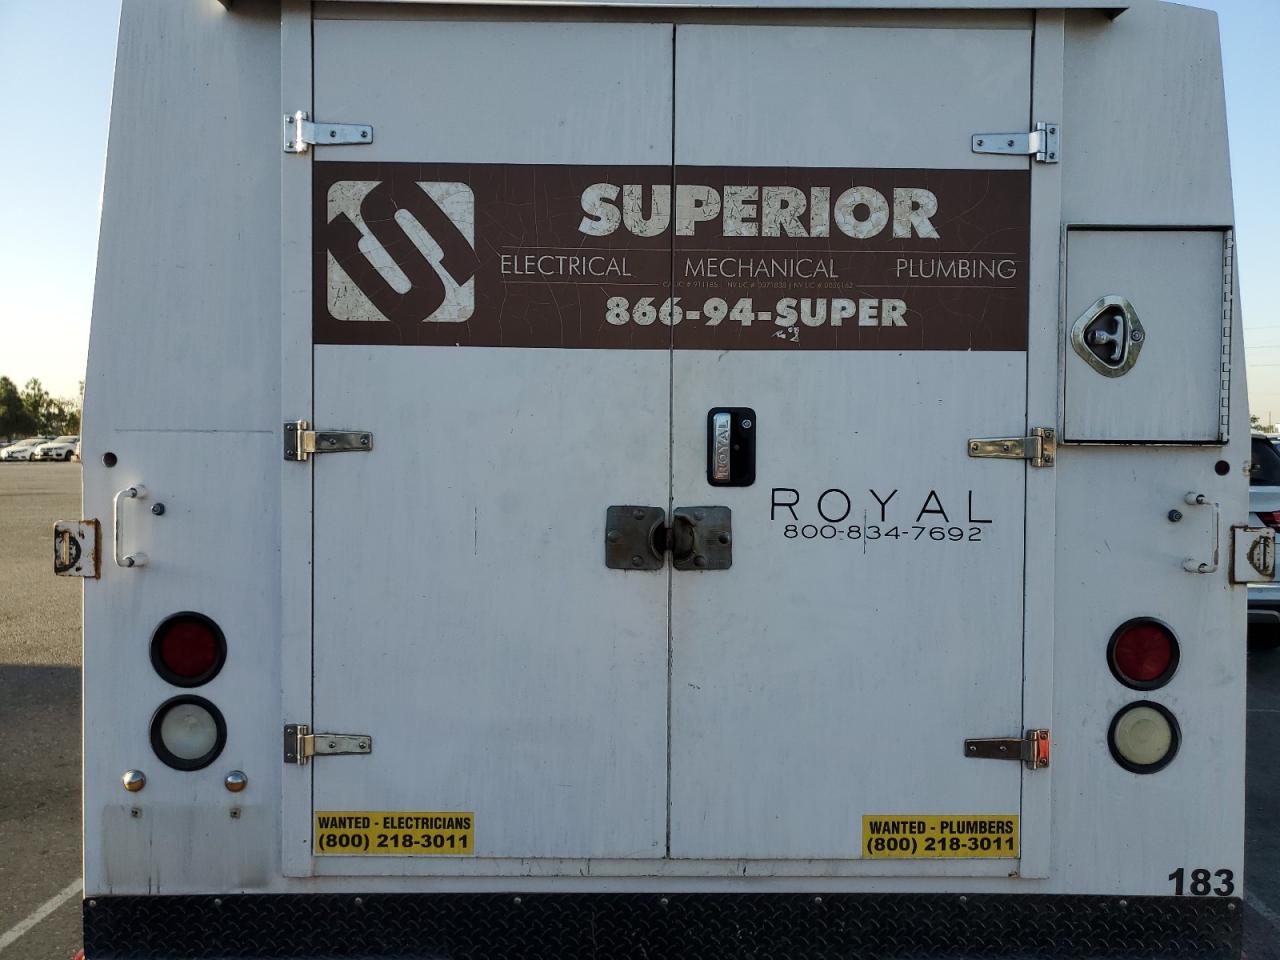 SUPERIOR
ELECTRICAL MECHANICAL PLUMBING
866-94-SUPER
ROYAL
ROYAL
800-834-7692
WANTED - ELECTRICIANS
(800) 218-3011
WANTED - PLUMBERS
(800) 218-3011
183